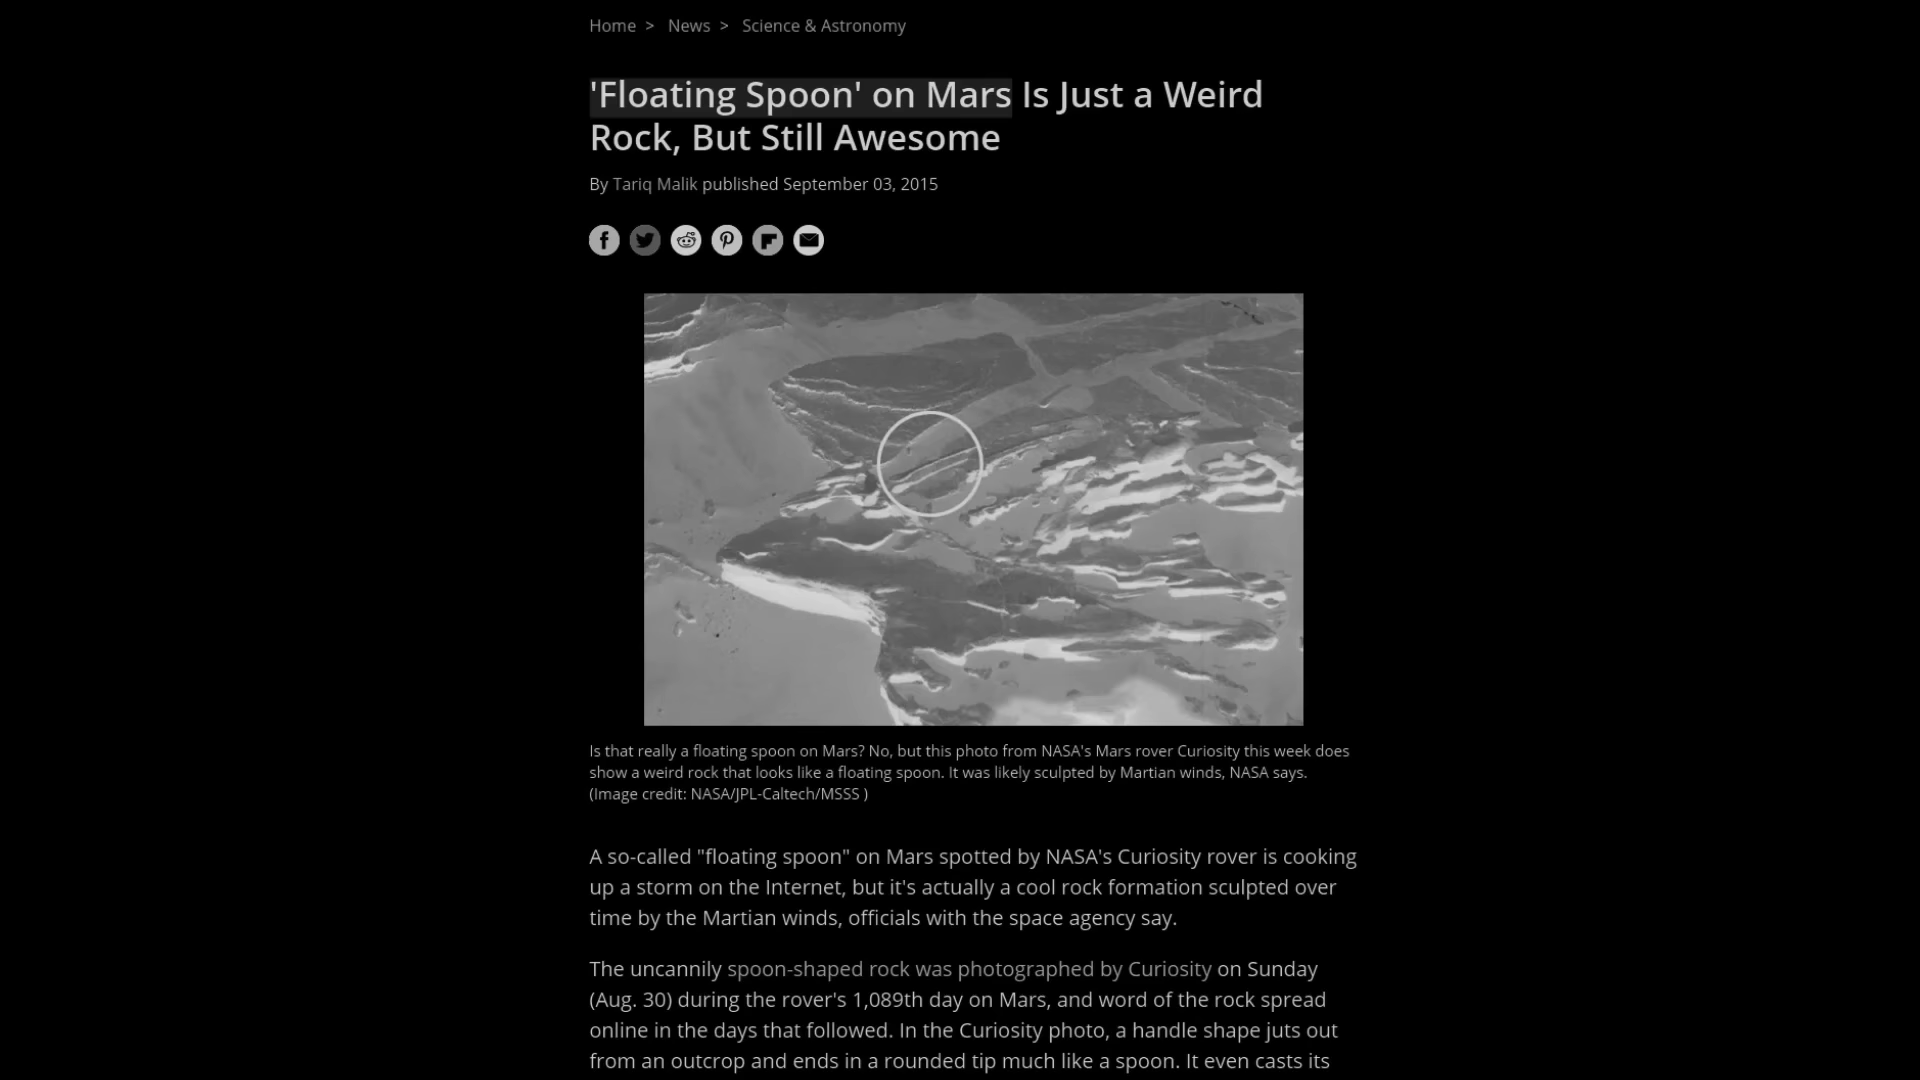 Home > News > Science & Astronomy
'Floating Spoon' on Mars Is Just a Weird
Rock, But Still Awesome
By Tariq Malik published September 03, 2015
Is that really a floating spoon on Mars? No, but this photo from NASA's Mars rover Curiosity this week does
show a weird rock that looks like a floating spoon. It was likely sculpted by Martian winds, NASA says.
(Image credit: NASA/JPL-Caltech/MSSS )
A so-called "floating spoon" on Mars spotted by NASA's Curiosity rover is cooking
up a storm on the Internet, but it's actually a cool rock formation sculpted over
time by the Martian winds, officials with the space agency say.
The uncannily spoon-shaped rock was photographed by Curiosity on Sunday
(Aug. 30) during the rover's 1,089th day on Mars, and word of the rock spread
online in the days that followed. In the Curiosity photo, a handle shape juts out
from an outcrop and ends in a rounded tip much like a spoon. It even casts its